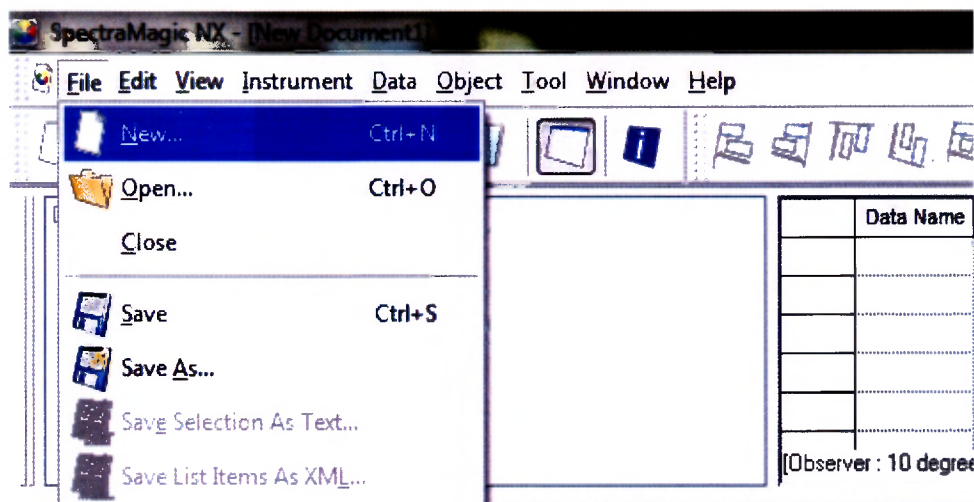 SpectraMagic NX - [New Document1]
File Edit View Instrument Data Object Tool Window Help
New... Ctrl+N
Open... Ctrl+O
Close
Save Ctrl+S
Save As...
Save Selection As Text...
Save List Items As XML...
Data Name
[Observer : 10 degree